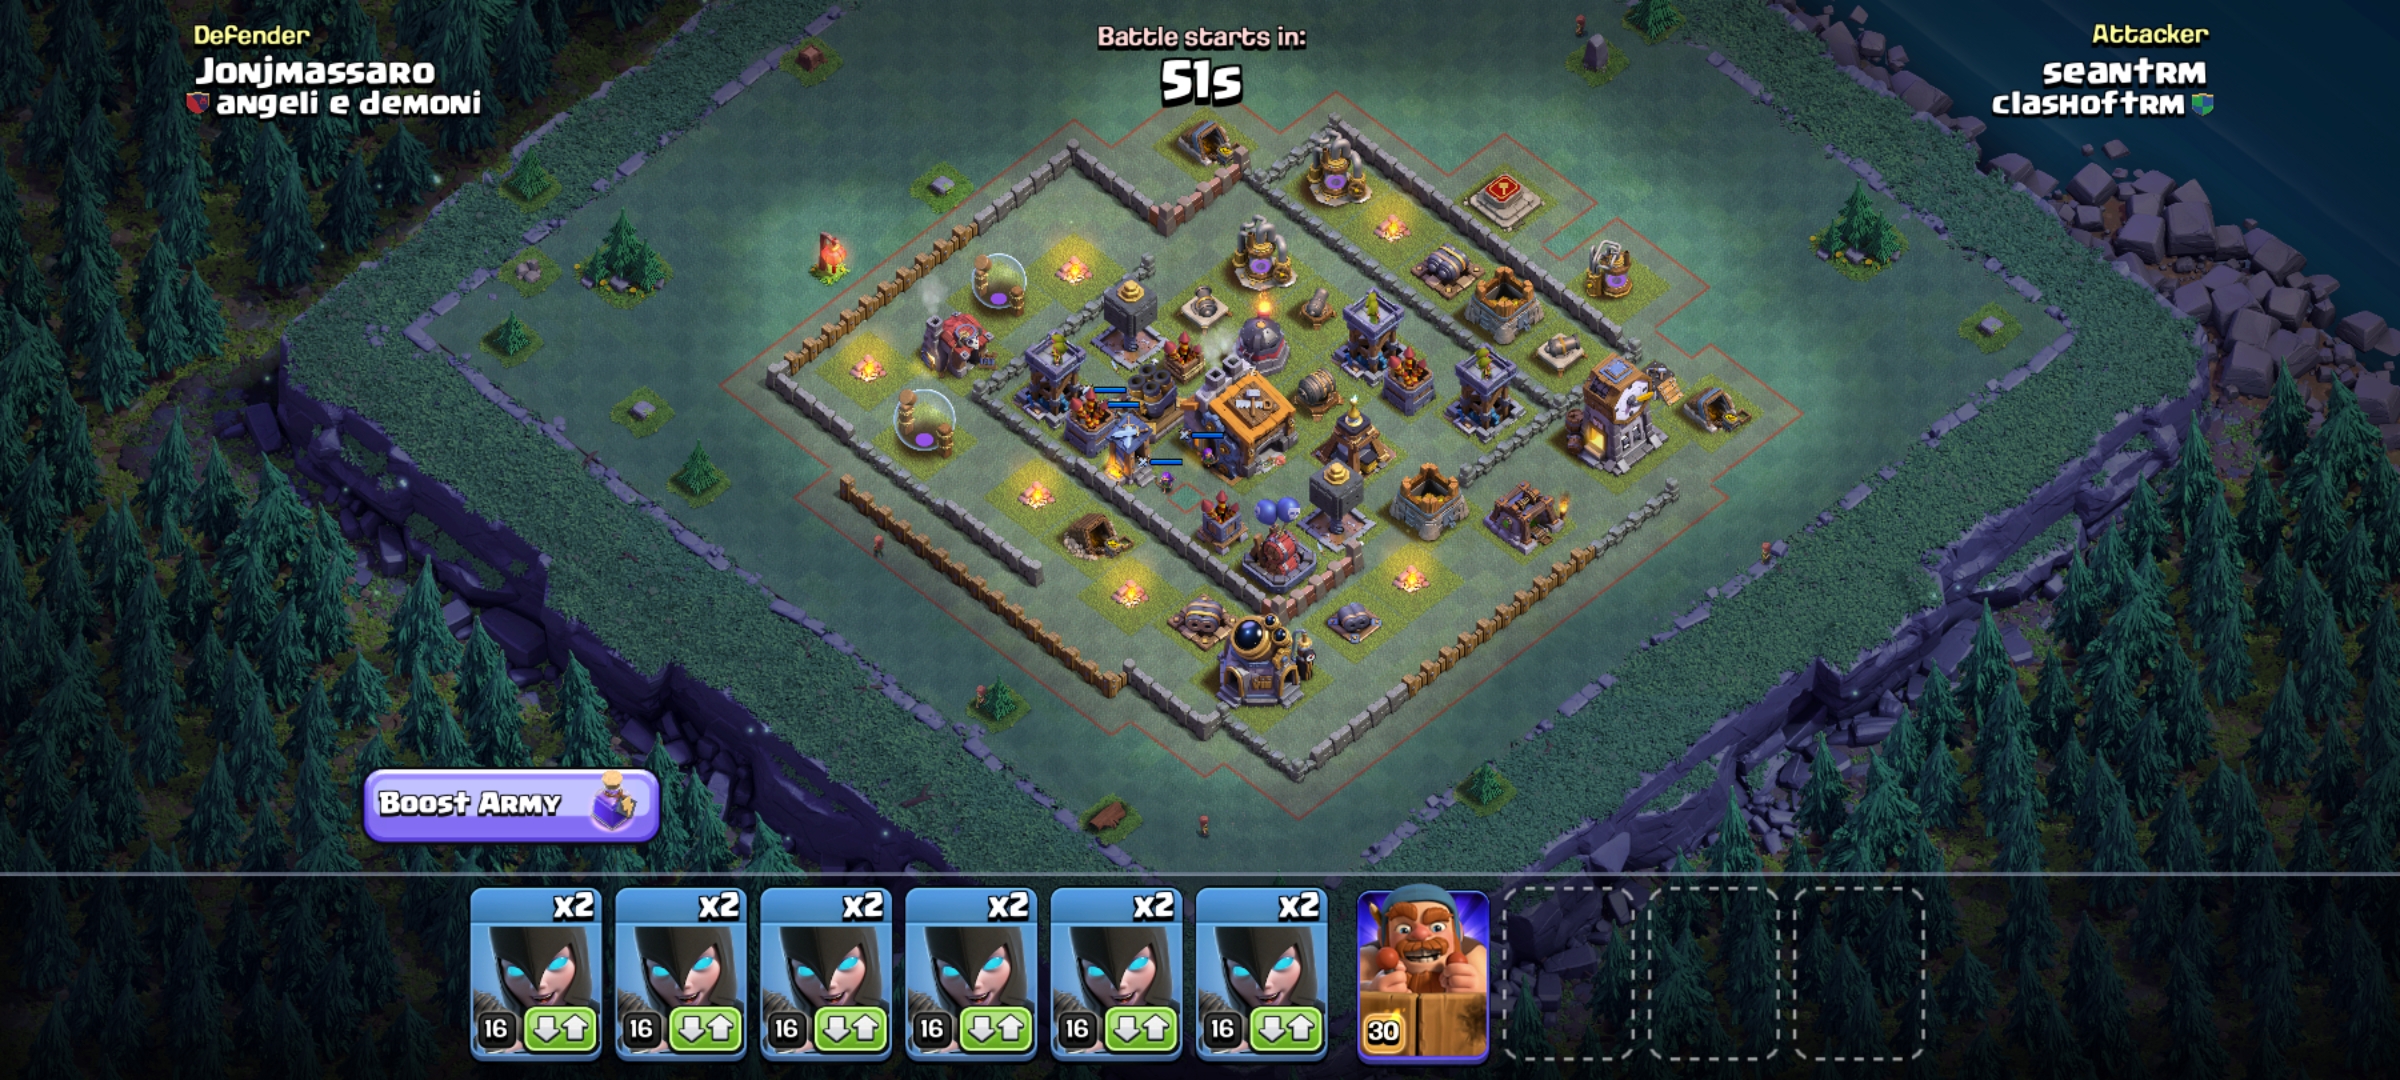 Defender
JONJMASSARO
angeli e demoni
Battle starts in:
51s
Attacker
seantRM
clashoftRM
Boost Army
x2
x2
x2
x2
x2
x2
16
16
16
16
16
16
30